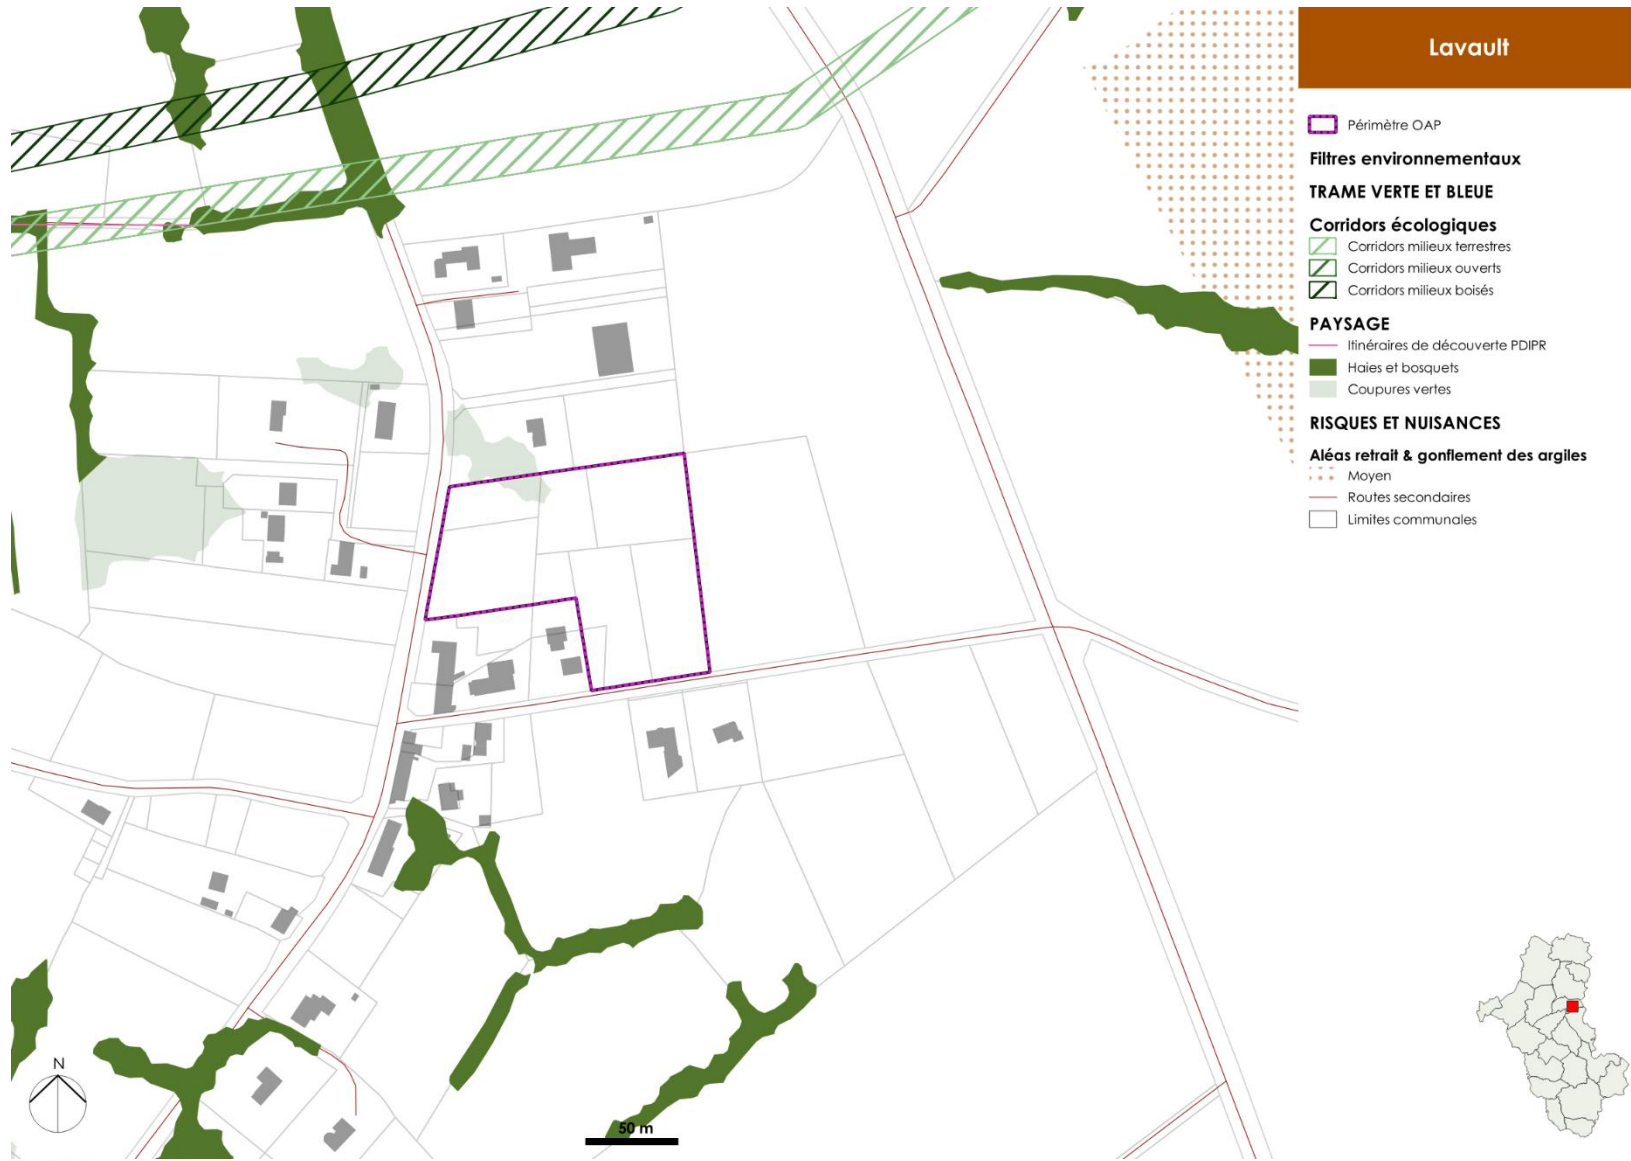 Lavault
Périmètre OAP
Filtres environnementaux
TRAME VERTE ET BLEUE
Corridors écologiques
Corridors milieux terrestres
Corridors milieux ouverts
Corridors milieux boisés
PAYSAGE
Itinéraires de découverte PDIPR
Haies et bosquets
Coupures vertes
RISQUES ET NUISANCES
Aléas retrait & gonflement des argiles
Moyen
Routes secondaires
Limites communales
N
50 m